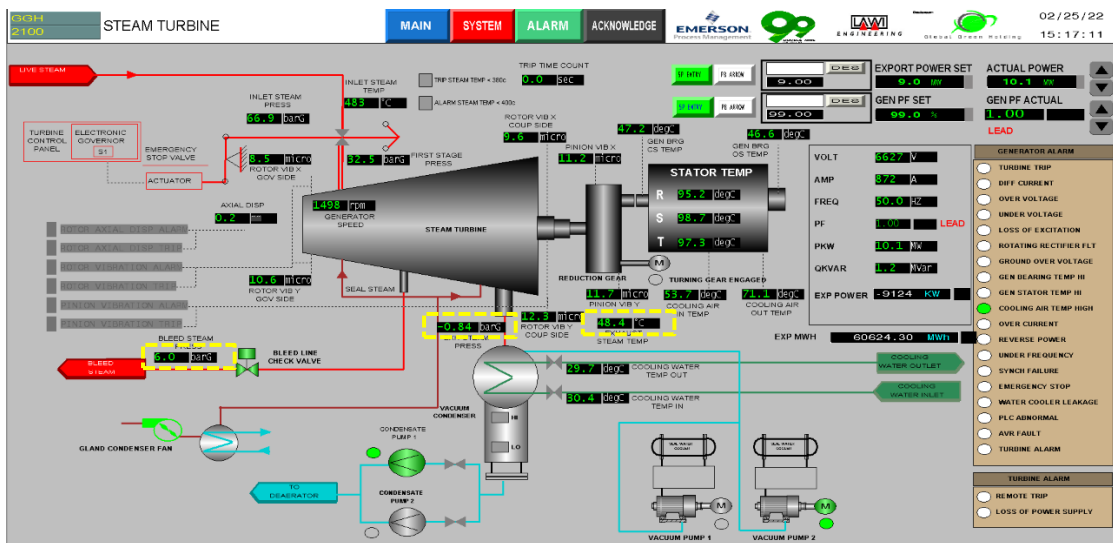 GGH
2100
STEAM TURBINE
MAIN
SYSTEM
ALARM
ACKNOWLEDGE
EMERSON
Process Management
LAWI
ENGINEERING
Global Green Holding
02/25/22
15:17:11
LIVE STEAM
INLET STEAM
PRESS
66.9 barG
INLET STEAM
TEMP
483 °C
TRIP STEAM TEMP < 380c
ALARM STEAM TEMP < 400c
TRIP TIME COUNT
0.0 sec
SP ENTRY
PB ARROW
9.00
DES
EXPORT POWER SET
9.0 MW
ACTUAL POWER
10.1 MW
SP ENTRY
PB ARROW
99.00
DES
GEN PF SET
99.0 %
GEN PF ACTUAL
1.00
LEAD
TURBINE
CONTROL
PANEL
ELECTRONIC
GOVERNOR
S1
EMERGENCY
STOP VALVE
ACTUATOR
8.5 micro
ROTOR VIB X
GOV SIDE
32.5 barG
FIRST STAGE
PRESS
ROTOR VIB X
COUP SIDE
9.6 micro
PINION VIB X
11.2 micro
47.2 degC
GEN BRG
CS TEMP
46.6 degC
GEN BRG
OS TEMP
STATOR TEMP
R 95.2 degC
S 98.7 degC
T 97.3 degC
AXIAL DISP
0.2 mm
1498 rpm
GENERATOR
SPEED
STEAM TURBINE
ROTOR AXIAL DISP ALARM
ROTOR AXIAL DISP TRIP
ROTOR VIBRATION ALARM
ROTOR VIBRATION TRIP
PINION VIBRATION ALARM
PINION VIBRATION TRIP
10.6 micro
ROTOR VIB Y
GOV SIDE
SEAL STEAM
REDUCTION GEAR
M
TURNING GEAR ENGAGED
11.7 micro
PINION VIB Y
53.7 degC
COOLING AIR
IN TEMP
71.1 degC
COOLING AIR
OUT TEMP
-0.84 barG
PRESS
12.3 micro
ROTOR VIB Y
COUP SIDE
48.4 °C
EXHAUST
STEAM TEMP
VOLT 6627 V
AMP 872 A
FREQ 50.0 HZ
PF 1.00 LEAD
PKW 10.1 MW
QKVAR 1.2 Mvar
EXP POWER -9124 KW
EXP MWH 60624.30 MWh
BLEED STEAM
6.0 barG
BLEED LINE
CHECK VALVE
BLEED
STEAM
29.7 degC COOLING WATER
TEMP OUT
30.4 degC COOLING WATER
TEMP IN
COOLING
WATER OUTLET
COOLING
WATER INLET
VACUUM
CONDENSER
HI
LO
GLAND CONDENSER FAN
CONDENSATE
PUMP 1
CONDENSATE
PUMP 2
TO
DEAERATOR
SEAL WATER
COOLANT
SEAL WATER
COOLANT
M
M
VACUUM PUMP 1
VACUUM PUMP 2
GENERATOR ALARM
TURBINE TRIP
DIFF CURRENT
OVER VOLTAGE
UNDER VOLTAGE
LOSS OF EXCITATION
ROTATING RECTIFIER FLT
GROUND OVER VOLTAGE
GEN BEARING TEMP HI
GEN STATOR TEMP HI
COOLING AIR TEMP HIGH
OVER CURRENT
REVERSE POWER
UNDER FREQUENCY
SYNCH FAILURE
EMERGENCY STOP
WATER COOLER LEAKAGE
PLC ABNORMAL
AVR FAULT
TURBINE ALARM
TURBINE ALARM
REMOTE TRIP
LOSS OF POWER SUPPLY